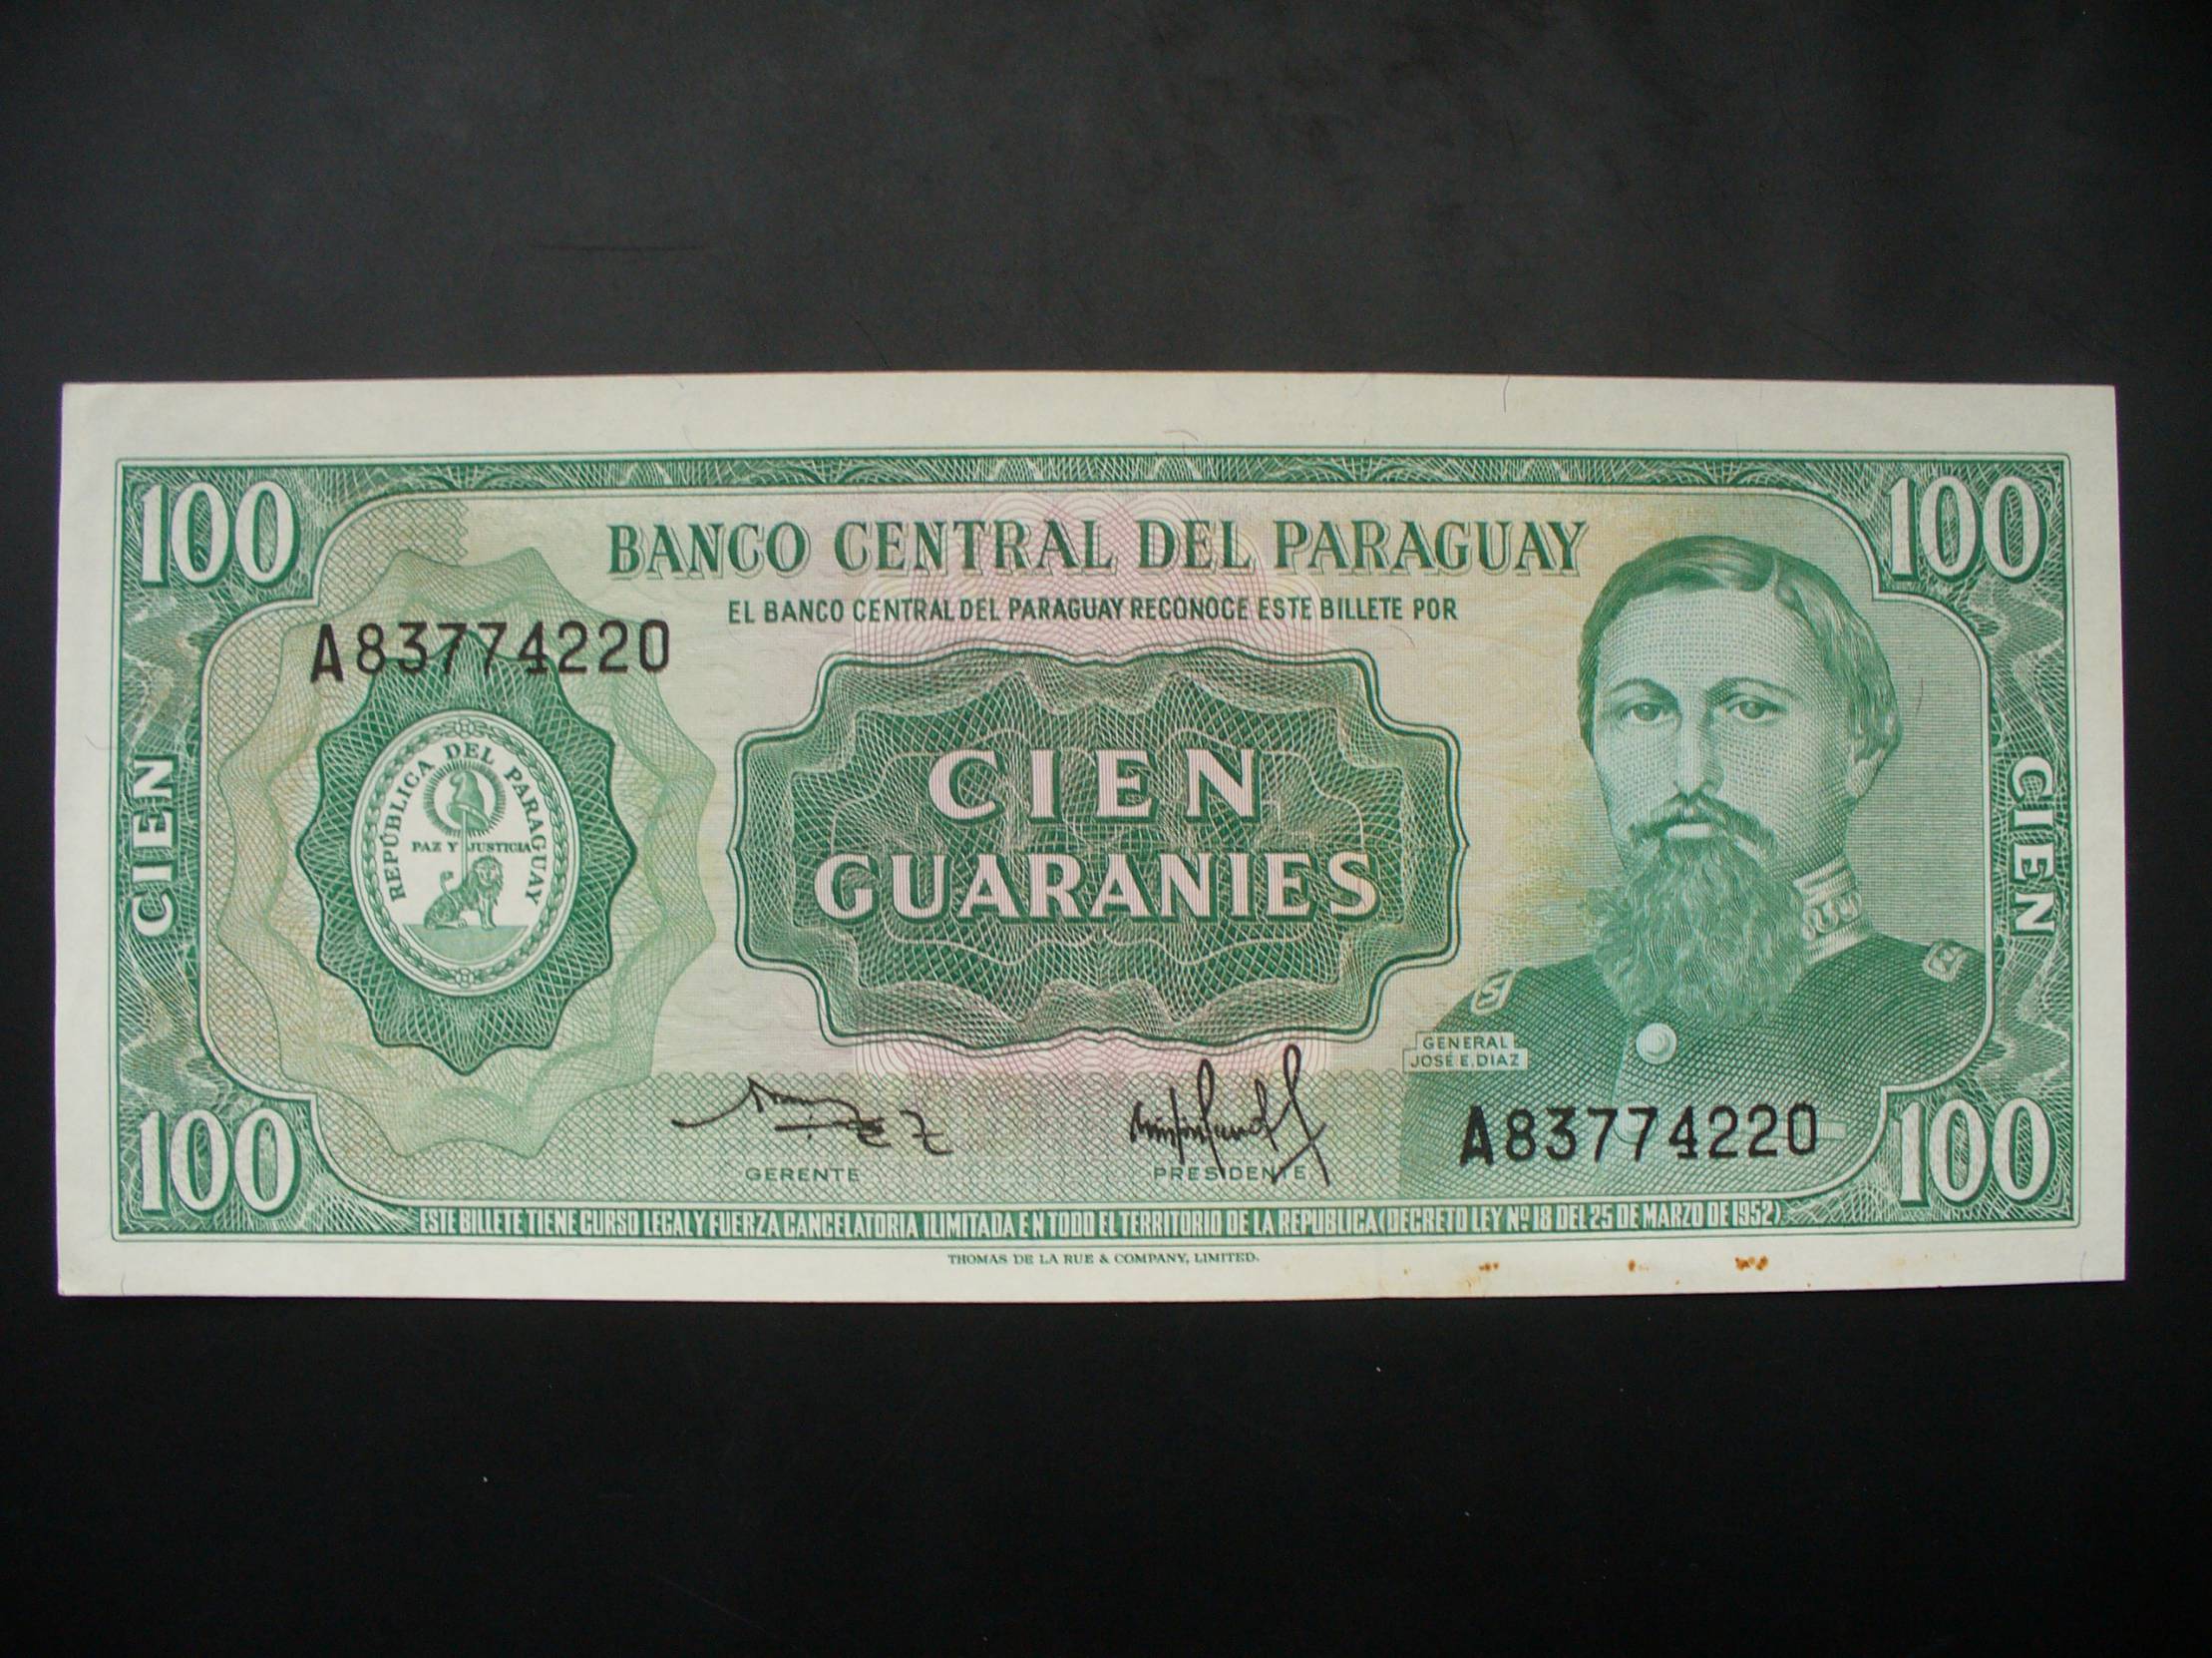 100
100
BANCO CENTRAL DEL PARAGUAY
EL BANCO CENTRAL DEL PARAGUAY RECONOCE ESTE BILLETE POR
A83774220
REPÚBLICA DEL PARAGUAY
PAZ Y JUSTICIA
CIEN
CIEN
CIEN
GUARANIES
GENERAL
JOSÉ E. DIAZ
A83774220
GERENTE
PRESIDENTE
100
100
ESTE BILLETE TIENE CURSO LEGAL Y FUERZA CANCELATORIA ILIMITADA EN TODO EL TERRITORIO DE LA REPUBLICA (DECRETO LEY Nº 18 DEL 25 DE MARZO DE 1952)
THOMAS DE LA RUE & COMPANY, LIMITED.